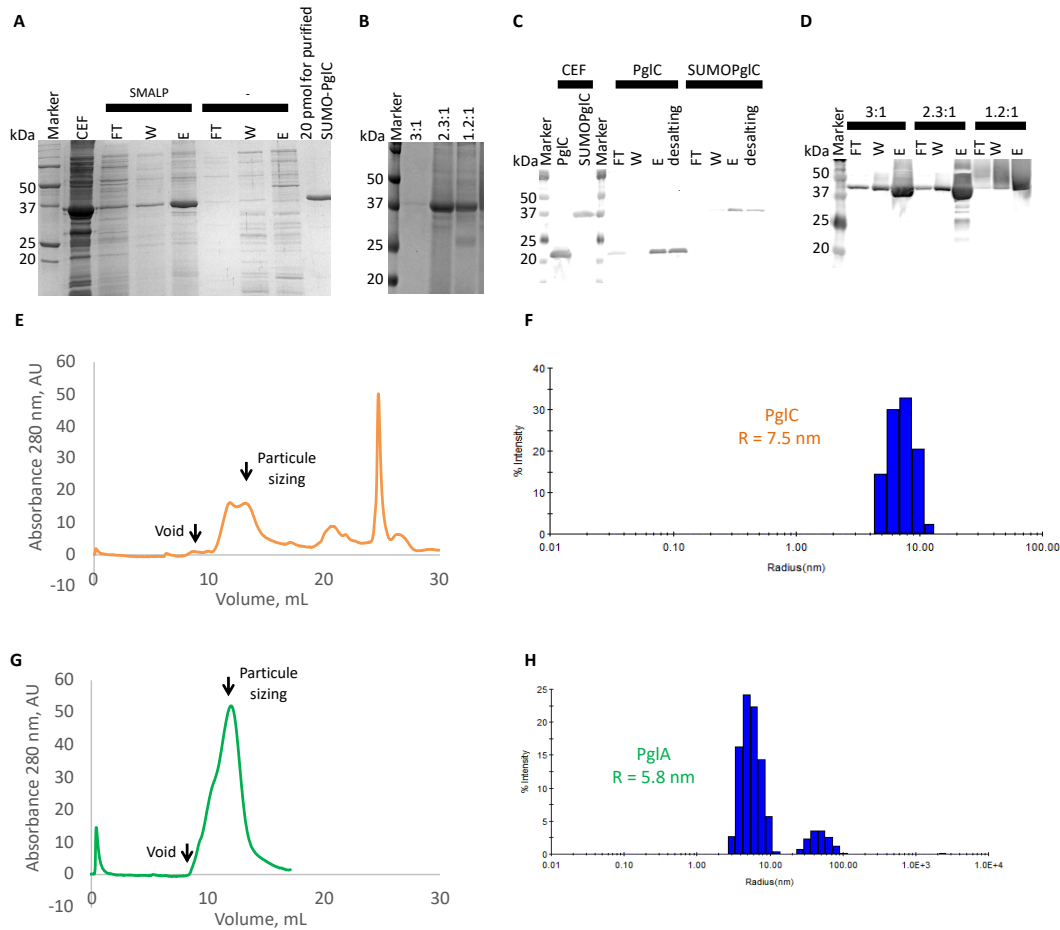 A
SMALP
-
Marker
CEF
FT
W
E
FT
W
E
20 pmol for purified
SUMO-PglC
kDa
50
37
25
20
B
Marker
3:1
2.3:1
1.2:1
kDa
50
37
25
20
C
CEF
PglC
SUMOPglC
Marker
PglC
SUMOPglC
Marker
FT
W
E
desalting
FT
W
E
desalting
kDa
50
37
25
20
D
3:1
2.3:1
1.2:1
Marker
FT
W
E
FT
W
E
FT
W
E
kDa
50
37
25
20
E
Absorbance 280 nm, AU
60
50
40
30
20
10
0
-10
Void
Particule
sizing
0
10
20
30
Volume, mL
F
% Intensity
40
30
20
10
0
PglC
R = 7.5 nm
0.01
0.10
1.00
10.00
100.00
Radius(nm)
G
Absorbance 280 nm, AU
60
50
40
30
20
10
0
-10
Void
Particule
sizing
0
10
20
30
Volume, mL
H
% Intensity
25
20
15
10
5
0
PglA
R = 5.8 nm
0.01
0.10
1.00
10.00
100.00
1.0E+3
1.0E+4
Radius(nm)